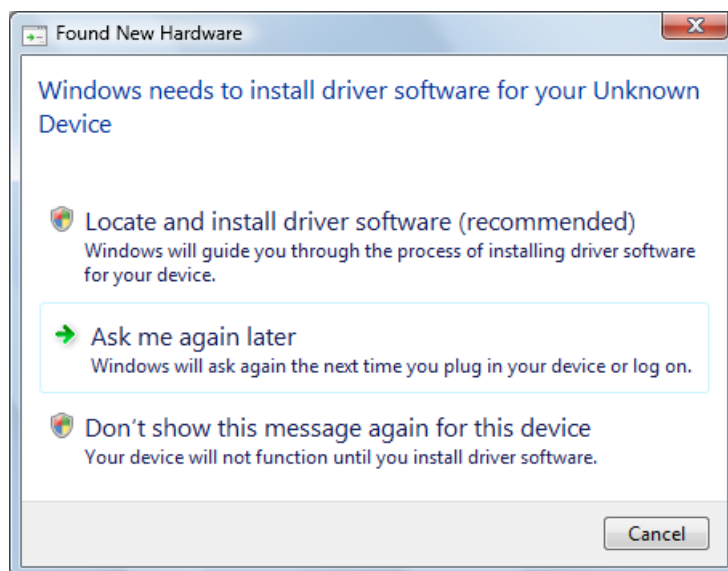 Found New Hardware
Windows needs to install driver software for your Unknown
Device
Locate and install driver software (recommended)
Windows will guide you through the process of installing driver software
for your device.
Ask me again later
Windows will ask again the next time you plug in your device or log on.
Don't show this message again for this device
Your device will not function until you install driver software.
Cancel